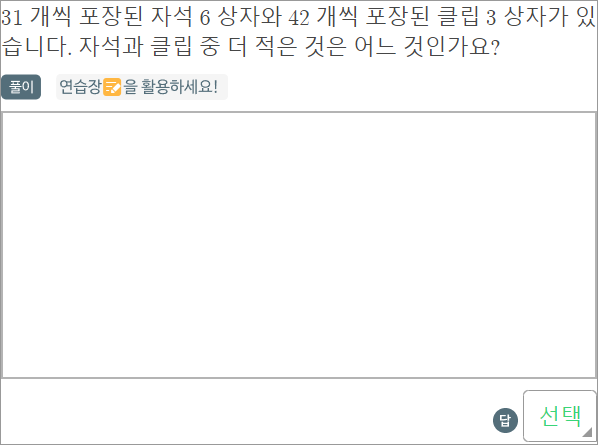 31 개씩 포장된 자석 6 상자와 42 개씩 포장된 클립 3 상자가 있
습니다. 자석과 클립 중 더 적은 것은 어느 것인가요?
풀이 연습장을 활용하세요!
답 선택